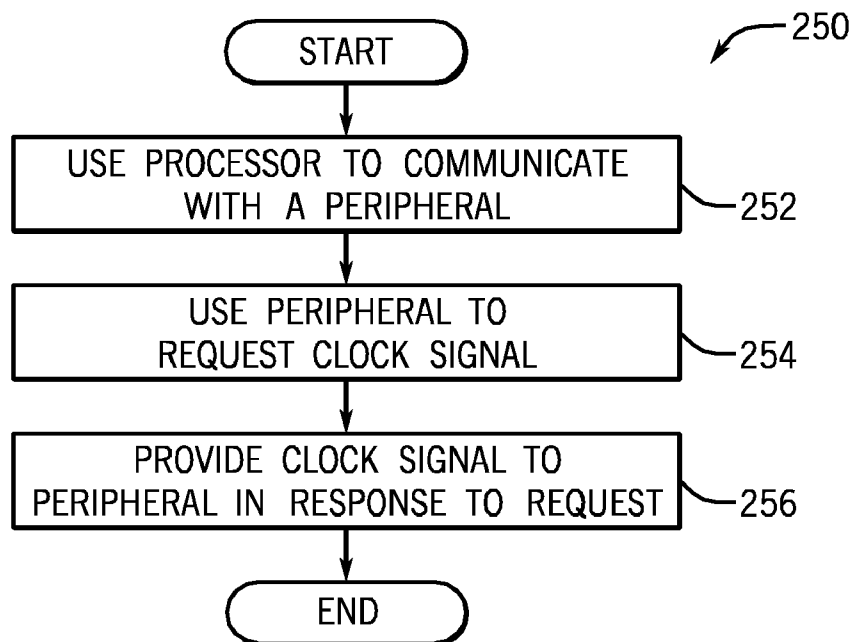 250
START
USE PROCESSOR TO COMMUNICATE
WITH A PERIPHERAL
252
USE PERIPHERAL TO
REQUEST CLOCK SIGNAL
254
PROVIDE CLOCK SIGNAL TO
PERIPHERAL IN RESPONSE TO REQUEST
256
END